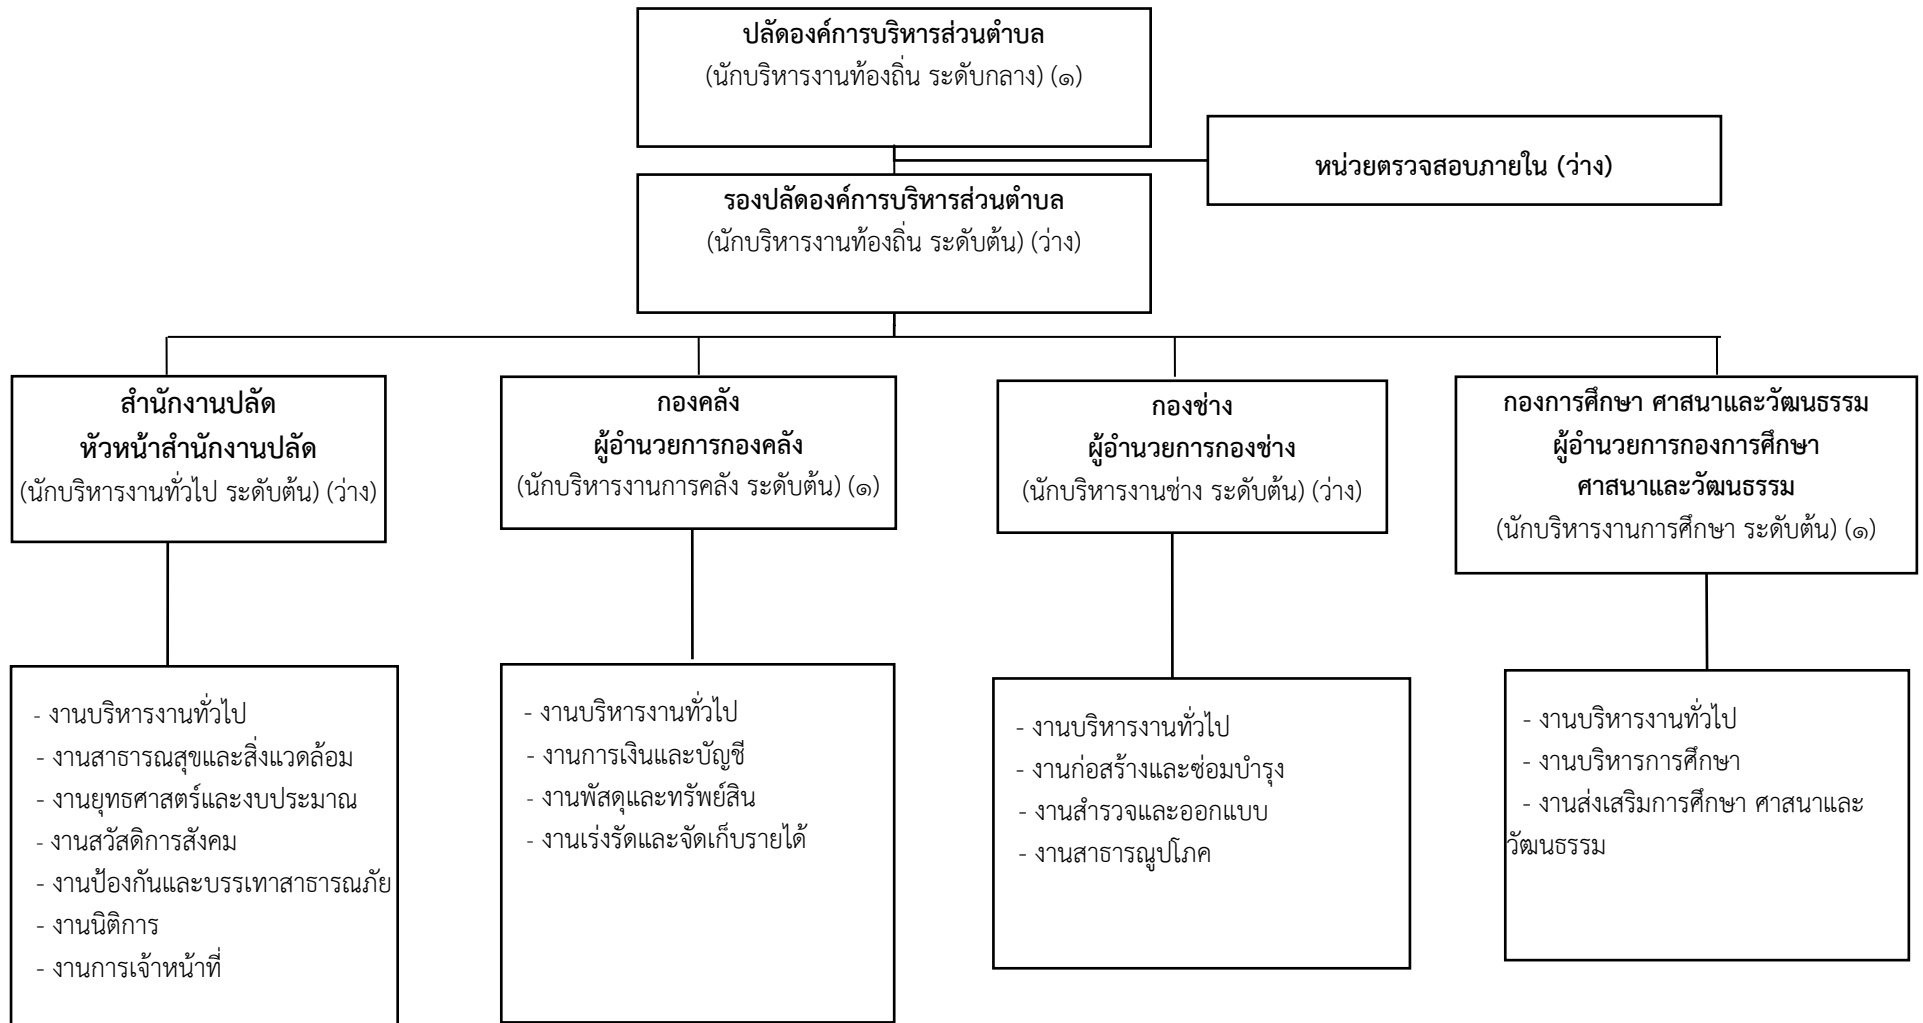 ปลัดองค์การบริหารส่วนตำบล
(นักบริหารงานท้องถิ่น ระดับกลาง) (๑)
หน่วยตรวจสอบภายใน (ว่าง)
รองปลัดองค์การบริหารส่วนตำบล
(นักบริหารงานท้องถิ่น ระดับต้น) (ว่าง)
สำนักงานปลัด
หัวหน้าสำนักงานปลัด
(นักบริหารงานทั่วไป ระดับต้น) (ว่าง)
กองคลัง
ผู้อำนวยการกองคลัง
(นักบริหารงานการคลัง ระดับต้น) (๑)
กองช่าง
ผู้อำนวยการกองช่าง
(นักบริหารงานช่าง ระดับต้น) (ว่าง)
กองการศึกษา ศาสนาและวัฒนธรรม
ผู้อำนวยการกองการศึกษา
ศาสนาและวัฒนธรรม
(นักบริหารงานการศึกษา ระดับต้น) (๑)
- งานบริหารงานทั่วไป
- งานสาธารณสุขและสิ่งแวดล้อม
- งานยุทธศาสตร์และงบประมาณ
- งานสวัสดิการสังคม
- งานป้องกันและบรรเทาสาธารณภัย
- งานนิติการ
- งานการเจ้าหน้าที่
- งานบริหารงานทั่วไป
- งานการเงินและบัญชี
- งานพัสดุและทรัพย์สิน
- งานเร่งรัดและจัดเก็บรายได้
- งานบริหารงานทั่วไป
- งานก่อสร้างและซ่อมบำรุง
- งานสำรวจและออกแบบ
- งานสาธารณูปโภค
- งานบริหารงานทั่วไป
- งานบริหารการศึกษา
- งานส่งเสริมการศึกษา ศาสนาและ
วัฒนธรรม